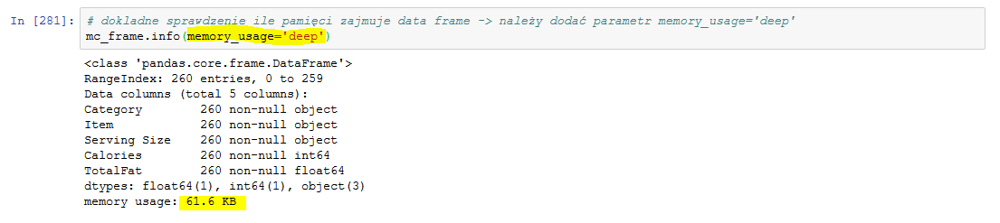 In [281]: # dokladne sprawdzenie ile pamięci zajmuje data frame -> należy dodać parametr memory_usage='deep'
mc_frame.info(memory_usage='deep')
<class 'pandas.core.frame.DataFrame'>
RangeIndex: 260 entries, 0 to 259
Data columns (total 5 columns):
Category 260 non-null object
Item 260 non-null object
Serving Size 260 non-null object
Calories 260 non-null int64
TotalFat 260 non-null float64
dtypes: float64(1), int64(1), object(3)
memory usage: 61.6 KB